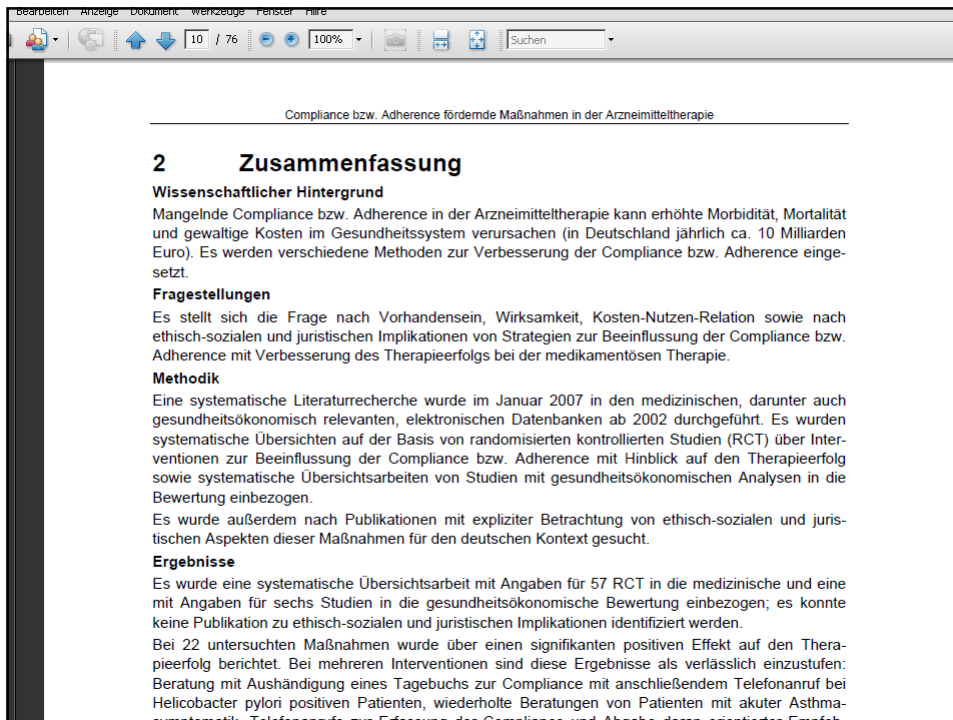 Bearbeiten Anzeige Dokument Werkzeuge Fenster Hilfe
10 / 76 100% Suchen
Compliance bzw. Adherence fördernde Maßnahmen in der Arzneimitteltherapie
2 Zusammenfassung
Wissenschaftlicher Hintergrund
Mangelnde Compliance bzw. Adherence in der Arzneimitteltherapie kann erhöhte Morbidität, Mortalität
und gewaltige Kosten im Gesundheitssystem verursachen (in Deutschland jährlich ca. 10 Milliarden
Euro). Es werden verschiedene Methoden zur Verbesserung der Compliance bzw. Adherence einge-
setzt.
Fragestellungen
Es stellt sich die Frage nach Vorhandensein, Wirksamkeit, Kosten-Nutzen-Relation sowie nach
ethisch-sozialen und juristischen Implikationen von Strategien zur Beeinflussung der Compliance bzw.
Adherence mit Verbesserung des Therapieerfolgs bei der medikamentösen Therapie.
Methodik
Eine systematische Literaturrecherche wurde im Januar 2007 in den medizinischen, darunter auch
gesundheitsökonomisch relevanten, elektronischen Datenbanken ab 2002 durchgeführt. Es wurden
systematische Übersichten auf der Basis von randomisierten kontrollierten Studien (RCT) über Inter-
ventionen zur Beeinflussung der Compliance bzw. Adherence mit Hinblick auf den Therapieerfolg
sowie systematische Übersichtsarbeiten von Studien mit gesundheitsökonomischen Analysen in die
Bewertung einbezogen.
Es wurde außerdem nach Publikationen mit expliziter Betrachtung von ethisch-sozialen und juris-
tischen Aspekten dieser Maßnahmen für den deutschen Kontext gesucht.
Ergebnisse
Es wurde eine systematische Übersichtsarbeit mit Angaben für 57 RCT in die medizinische und eine
mit Angaben für sechs Studien in die gesundheitsökonomische Bewertung einbezogen; es konnte
keine Publikation zu ethisch-sozialen und juristischen Implikationen identifiziert werden.
Bei 22 untersuchten Maßnahmen wurde über einen signifikanten positiven Effekt auf den Thera-
pieerfolg berichtet. Bei mehreren Interventionen sind diese Ergebnisse als verlässlich einzustufen:
Beratung mit Aushändigung eines Tagebuchs zur Compliance mit anschließendem Telefonanruf bei
Helicobacter pylori positiven Patienten, wiederholte Beratungen von Patienten mit akuter Asthma-
symptomatik, Telefonanrufe zur Erfassung der Compliance und Abgabe daran orientierter Empfeh-